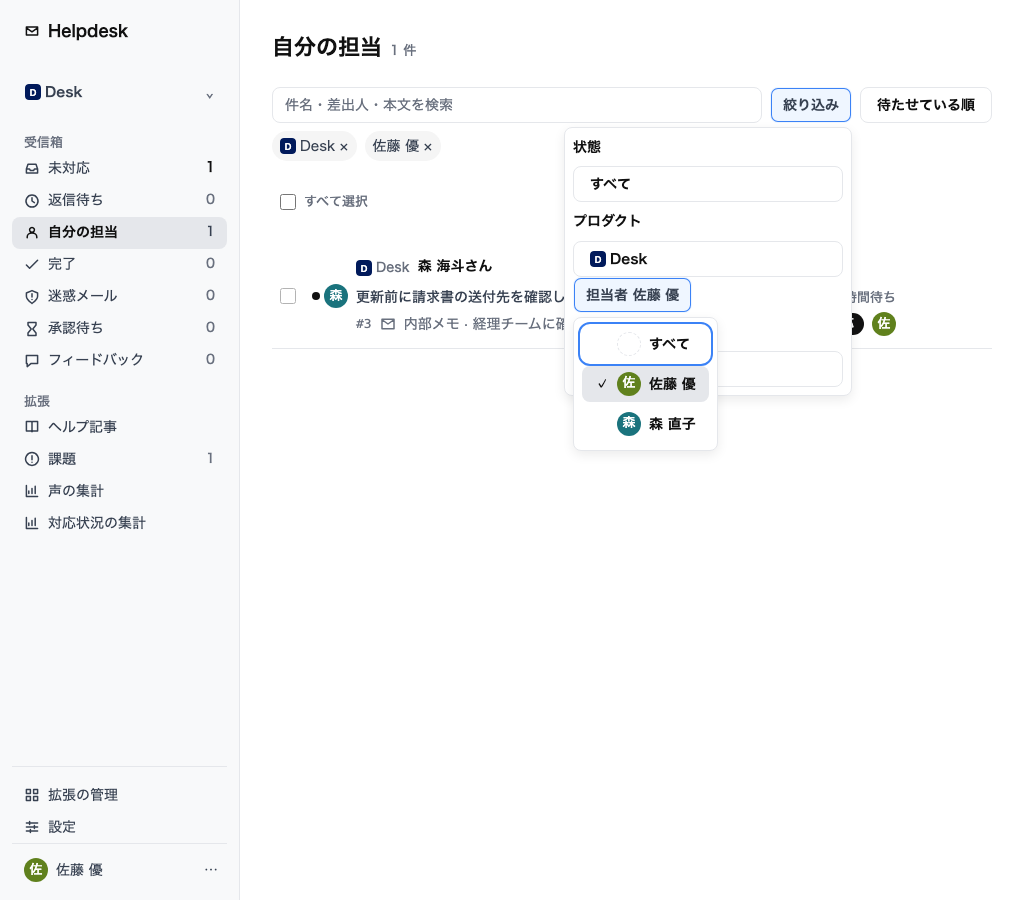 Helpdesk
D Desk
受信箱
未対応 1
返信待ち 0
自分の担当 1
完了 0
迷惑メール 0
承認待ち 0
フィードバック 0
拡張
ヘルプ記事
課題 1
声の集計
対応状況の集計
拡張の管理
設定
佐 佐藤 優 …
自分の担当 1 件
件名・差出人・本文を検索 絞り込み 待たせている順
D Desk × 佐藤 優 ×
すべて選択
D Desk 森 海斗さん
森 更新前に請求書の送付先を確認し
#3 内部メモ · 経理チームに確
時間待ち
佐
状態
すべて
プロダクト
D Desk
担当者 佐藤 優
すべて
✓ 佐 佐藤 優
森 森 直子